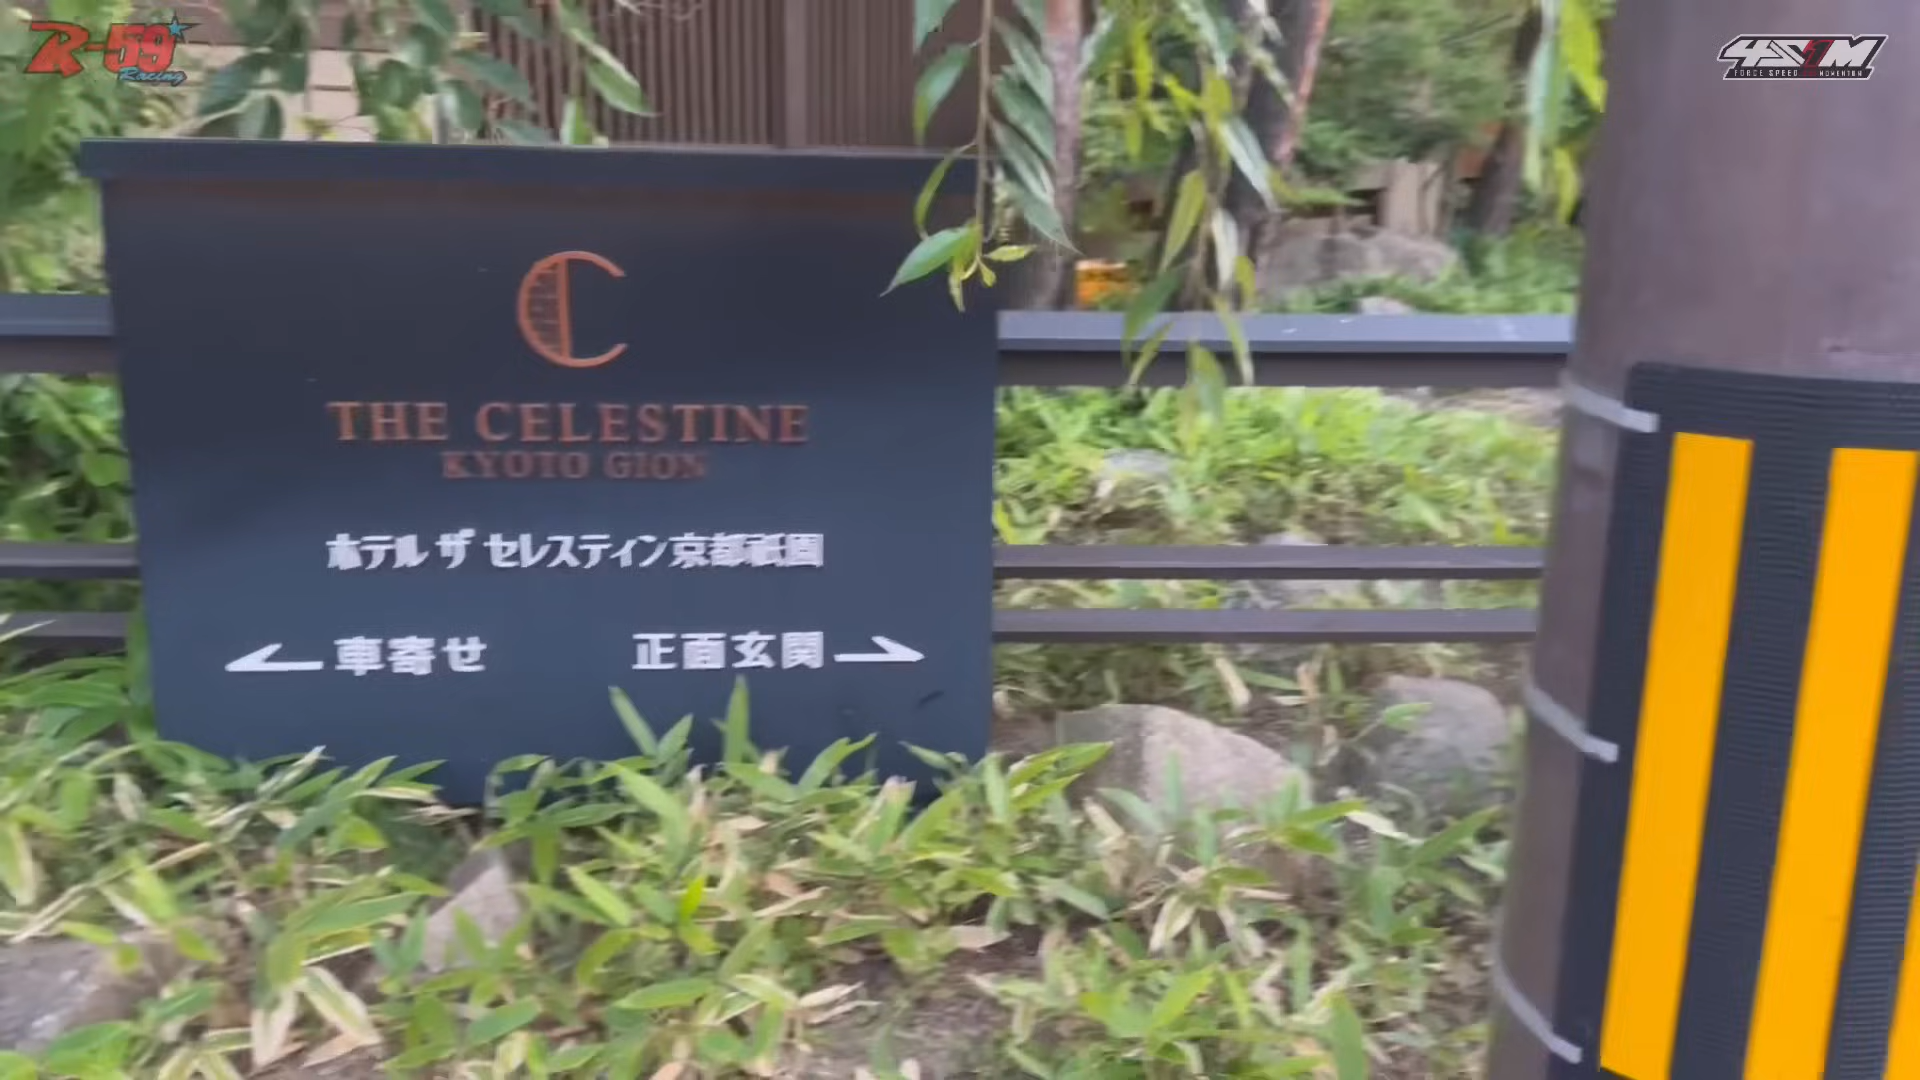 R-59
Racing
4S1M
FORCE SPEED MOMENTUM
THE CELESTINE
KYOTO GION
ホテル ザ セレスティン京都祇園
車寄せ
正面玄関